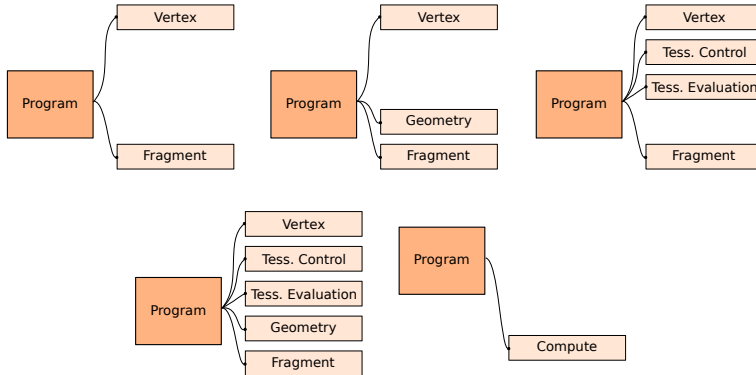 Vertex
Program
Fragment
Vertex
Program
Geometry
Fragment
Vertex
Tess. Control
Program
Tess. Evaluation
Fragment
Vertex
Tess. Control
Program
Tess. Evaluation
Geometry
Fragment
Program
Compute